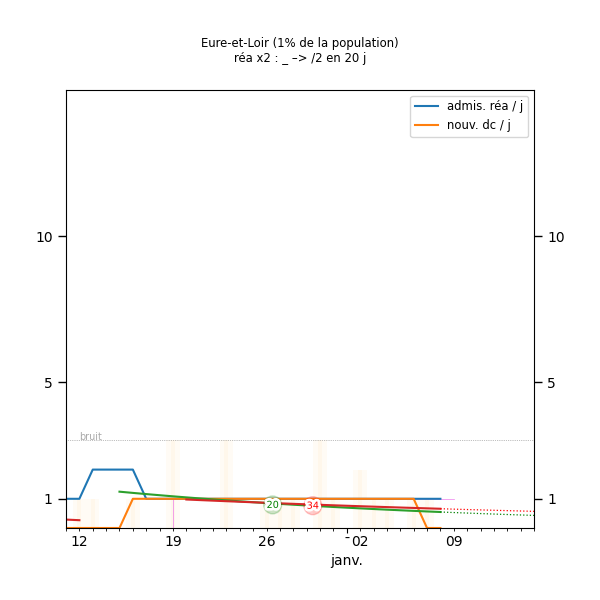 Eure-et-Loir (1% de la population)
réa x2 : _ –> /2 en 20 j
admis. réa / j
nouv. dc / j
10 10
5 5
bruit
1 1
20 34
12 19 26 02 09
janv.